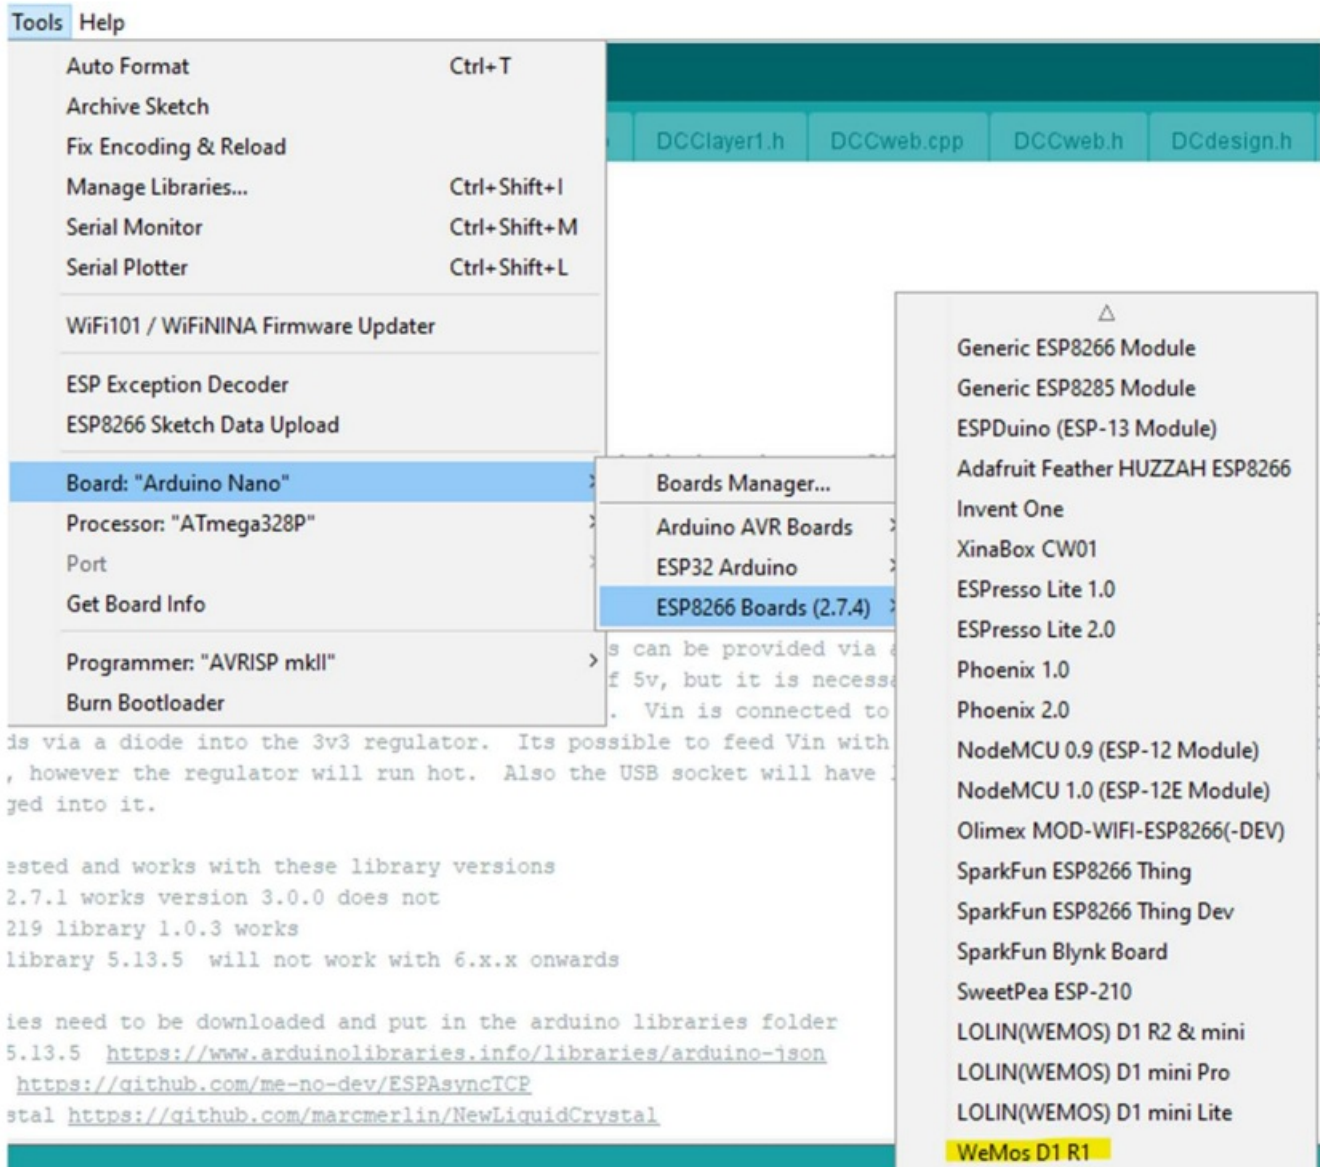 Tools Help
Auto Format Ctrl+T
Archive Sketch
Fix Encoding & Reload
Manage Libraries... Ctrl+Shift+I
Serial Monitor Ctrl+Shift+M
Serial Plotter Ctrl+Shift+L
WiFi101 / WiFiNINA Firmware Updater
ESP Exception Decoder
ESP8266 Sketch Data Upload
Board: "Arduino Nano"
Processor: "ATmega328P"
Port
Get Board Info
Programmer: "AVRISP mkII"
Burn Bootloader
DCClayer1.h DCCweb.cpp DCCweb.h DCdesign.h
Boards Manager...
Arduino AVR Boards
ESP32 Arduino
ESP8266 Boards (2.7.4)
Generic ESP8266 Module
Generic ESP8285 Module
ESPDuino (ESP-13 Module)
Adafruit Feather HUZZAH ESP8266
Invent One
XinaBox CW01
ESPresso Lite 1.0
ESPresso Lite 2.0
Phoenix 1.0
Phoenix 2.0
NodeMCU 0.9 (ESP-12 Module)
NodeMCU 1.0 (ESP-12E Module)
Olimex MOD-WIFI-ESP8266(-DEV)
SparkFun ESP8266 Thing
SparkFun ESP8266 Thing Dev
SparkFun Blynk Board
SweetPea ESP-210
LOLIN(WEMOS) D1 R2 & mini
LOLIN(WEMOS) D1 mini Pro
LOLIN(WEMOS) D1 mini Lite
WeMos D1 R1
s can be provided via
f 5v, but it is necessa
. Vin is connected to
ds via a diode into the 3v3 regulator. Its possible to feed Vin with
, however the regulator will run hot. Also the USB socket will have
ged into it.
ested and works with these library versions
2.7.1 works version 3.0.0 does not
219 library 1.0.3 works
library 5.13.5 will not work with 6.x.x onwards
ies need to be downloaded and put in the arduino libraries folder
5.13.5 https://www.arduinolibraries.info/libraries/arduino-json
https://github.com/me-no-dev/ESPAsyncTCP
stal https://github.com/marcmerlin/NewLiquidCrystal